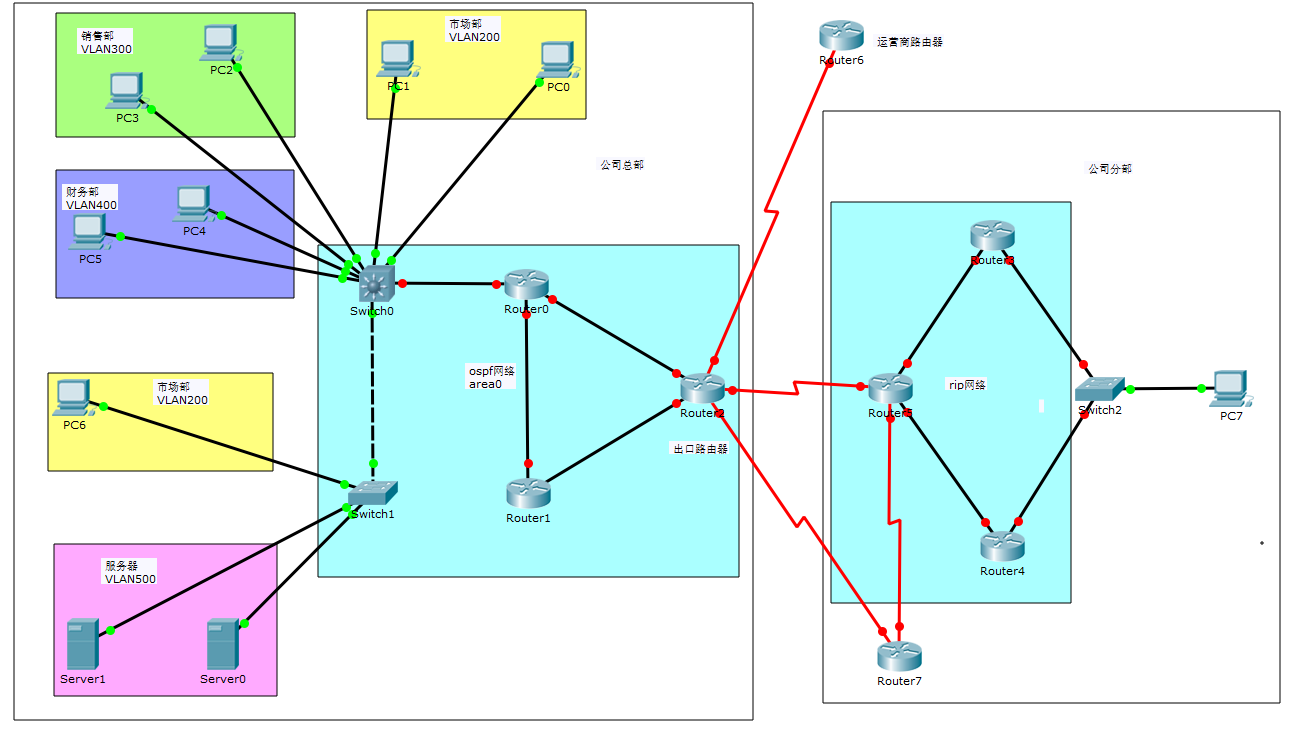 销售部
VLAN300
PC2
PC3
市场部
VLAN200
PC1
PC0
运营商路由器
Router6
公司总部
公司分部
财务部
VLAN400
PC4
PC5
Switch0
Router0
ospf网络
area0
Router2
出口路由器
Router1
Router3
Router5
rip网络
Switch2
PC7
Router4
Router7
市场部
VLAN200
PC6
Switch1
服务器
VLAN500
Server1
Server0